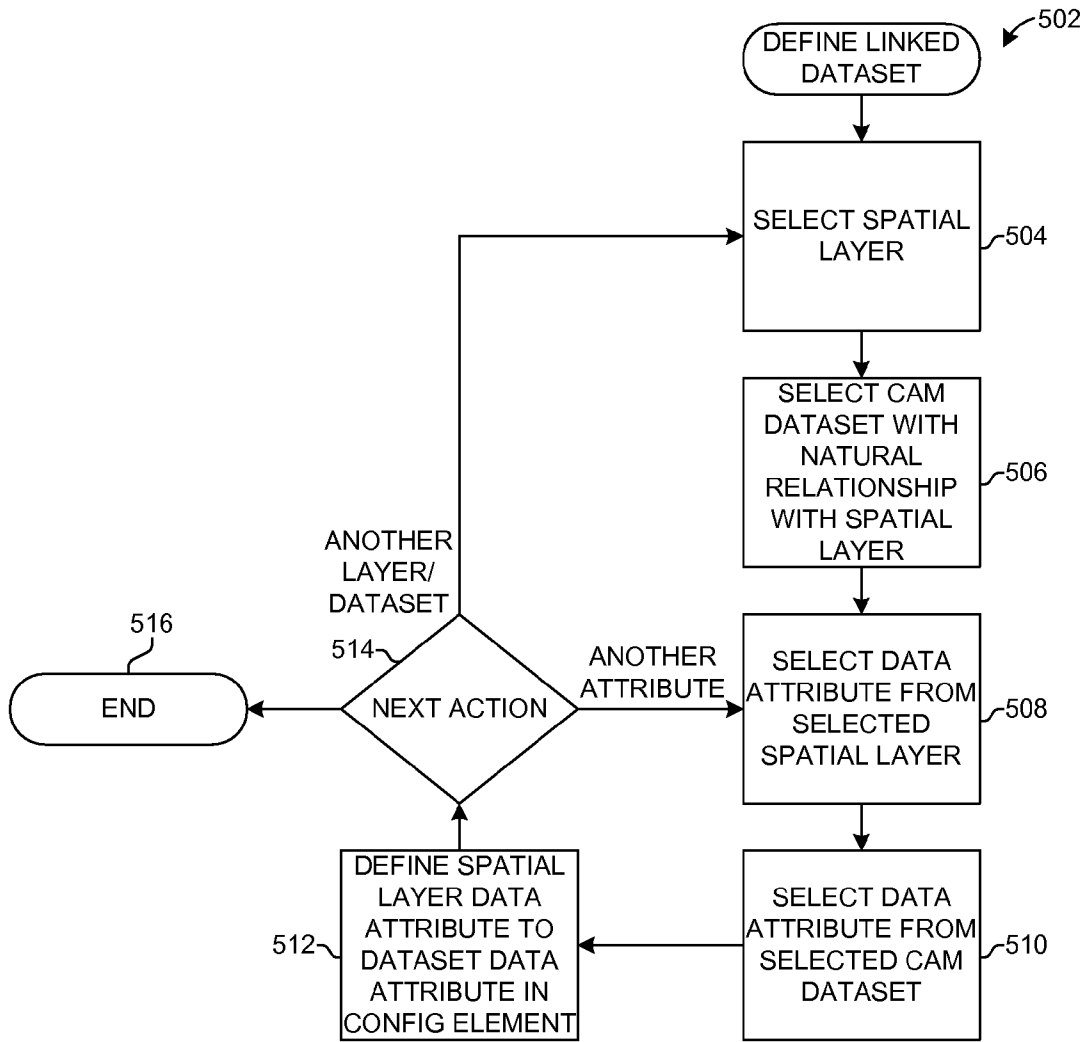 502
DEFINE LINKED
DATASET
SELECT SPATIAL
LAYER
504
SELECT CAM
DATASET WITH
NATURAL
RELATIONSHIP
WITH SPATIAL
LAYER
506
ANOTHER
LAYER/
DATASET
516
END
514
NEXT ACTION
ANOTHER
ATTRIBUTE
SELECT DATA
ATTRIBUTE FROM
SELECTED
SPATIAL LAYER
508
DEFINE SPATIAL
LAYER DATA
ATTRIBUTE TO
DATASET DATA
ATTRIBUTE IN
CONFIG ELEMENT
512
SELECT DATA
ATTRIBUTE FROM
SELECTED CAM
DATASET
510